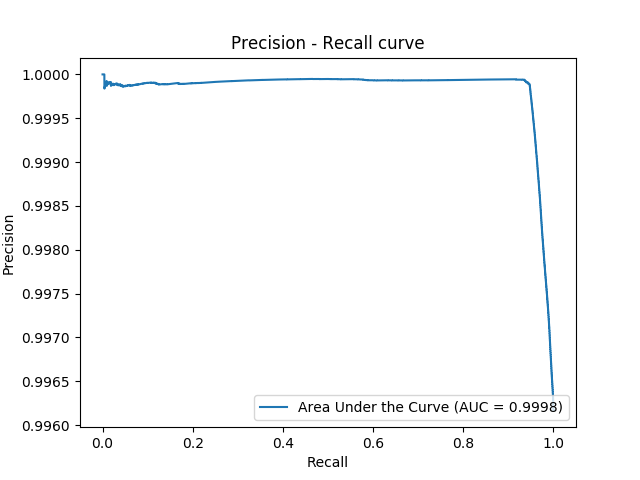 Precision - Recall curve
1.0000
0.9995
0.9990
0.9985
0.9980
0.9975
0.9970
0.9965
0.9960
Precision
Area Under the Curve (AUC = 0.9998)
0.0 0.2 0.4 0.6 0.8 1.0
Recall